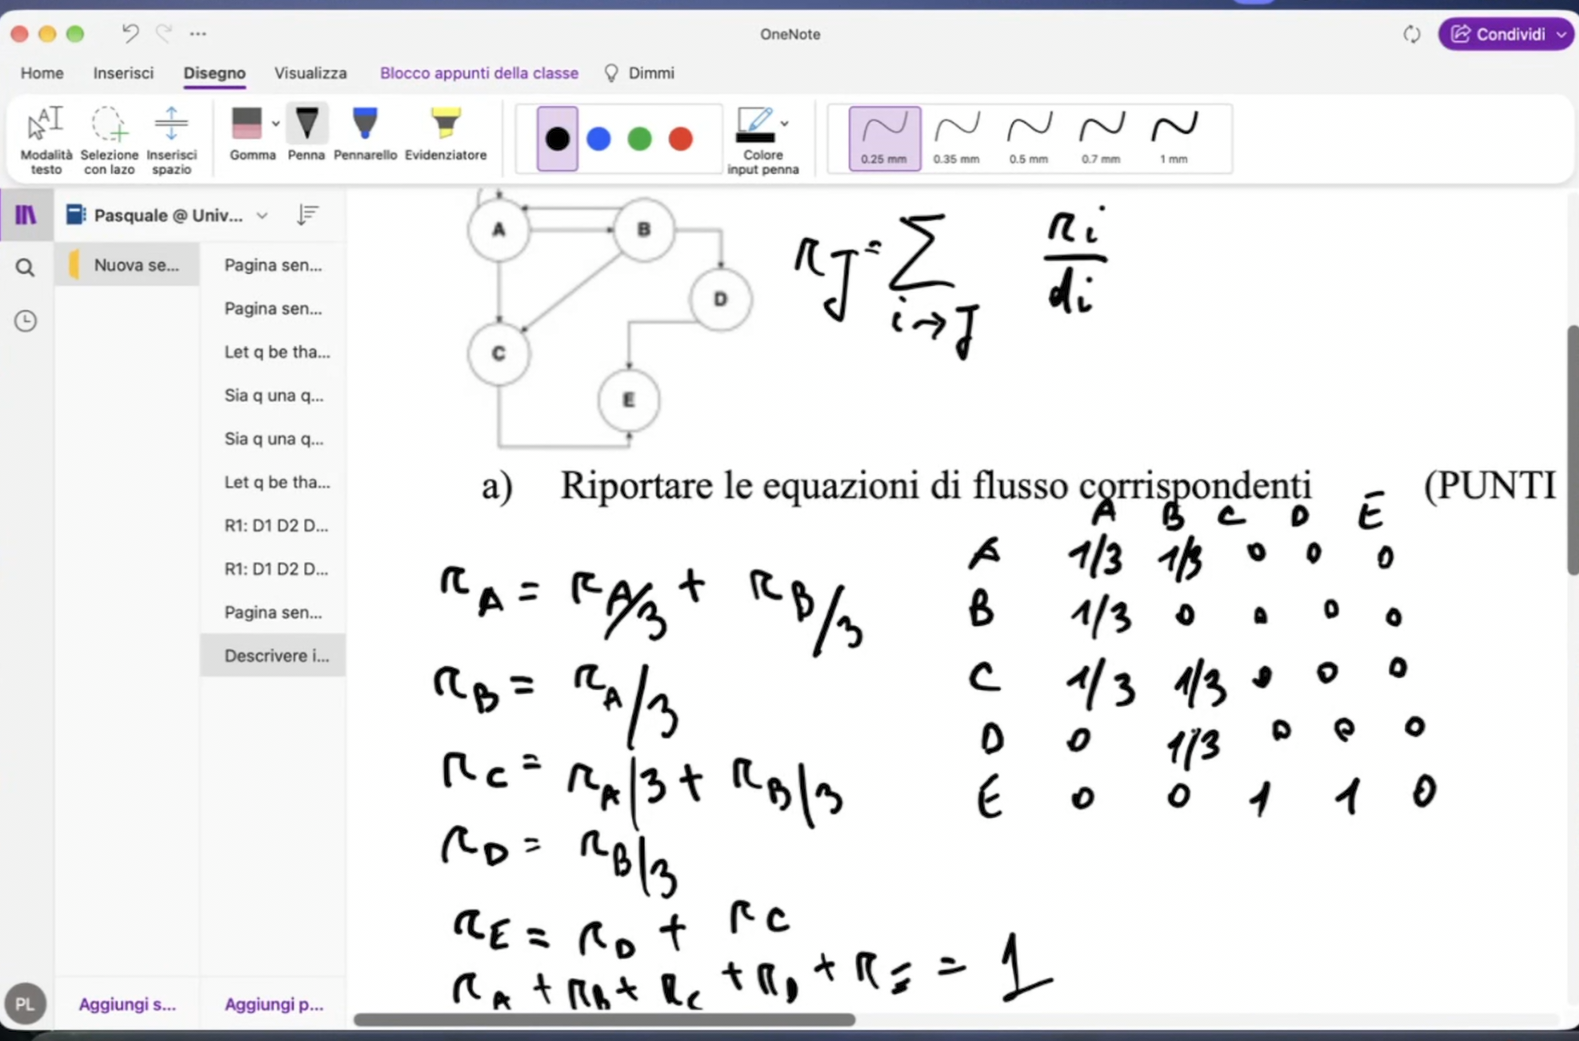 OneNote
Condividi
Home Inserisci Disegno Visualizza Blocco appunti della classe Dimmi
Modalità testo Selezione con lazo Inserisci spazio Gomma Penna Pennarello Evidenziatore Colore input penna 0.25 mm 0.35 mm 0.5 mm 0.7 mm 1 mm
Pasquale @ Univ...
Nuova se...
Pagina sen...
Pagina sen...
Let q be tha...
Sia q una q...
Sia q una q...
Let q be tha...
R1: D1 D2 D...
R1: D1 D2 D...
Pagina sen...
Descrivere i...
PL
Aggiungi s... Aggiungi p...
A B
D
C
E
rJ = ∑ i→J ri/di
a) Riportare le equazioni di flusso corrispondenti (PUNTI
rA = rA/3 + rB/3
rB = rA/3
rC = rA/3 + rB/3
rD = rB/3
rE = rD + rC
rA + rB + rC + rD + rE = 1
A B C D E
A 1/3 1/3 0 0 0
B 1/3 0 0 0 0
C 1/3 1/3 0 0 0
D 0 1/3 0 0 0
E 0 0 1 1 0